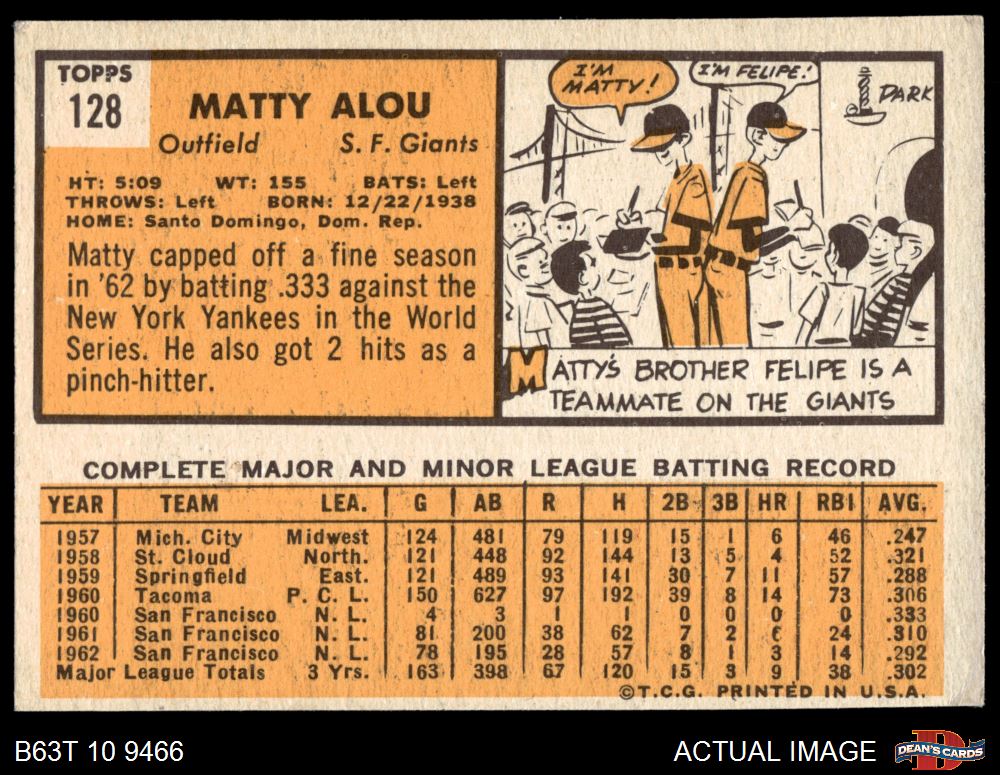 TOPPS
128
MATTY ALOU
Outfield S. F. Giants
HT: 5:09 WT: 155 BATS: Left
THROWS: Left BORN: 12/22/1938
HOME: Santo Domingo, Dom. Rep.
Matty capped off a fine season
in '62 by batting .333 against the
New York Yankees in the World
Series. He also got 2 hits as a
pinch-hitter.
I'M
MATTY!
I'M FELIPE!
PARK
MATTY'S BROTHER FELIPE IS A
TEAMMATE ON THE GIANTS
COMPLETE MAJOR AND MINOR LEAGUE BATTING RECORD
YEAR TEAM LEA. G AB R H 2B 3B HR RBI AVG.
1957 Mich. City Midwest 124 481 79 119 15 1 6 46 .247
1958 St. Cloud North. 121 448 92 144 13 5 4 52 .321
1959 Springfield East. 121 489 93 141 30 7 11 57 .288
1960 Tacoma P. C. L. 150 627 97 192 39 8 14 73 .306
1960 San Francisco N. L. 4 3 1 1 0 0 0 0 .333
1961 San Francisco N. L. 81 200 38 62 7 2 6 24 .310
1962 San Francisco N. L. 78 195 28 57 8 1 3 14 .292
Major League Totals 3 Yrs. 163 398 67 120 15 3 9 38 .302
©T.C.G. PRINTED IN U.S.A.
B63T 10 9466
ACTUAL IMAGE
DEAN'S CARDS